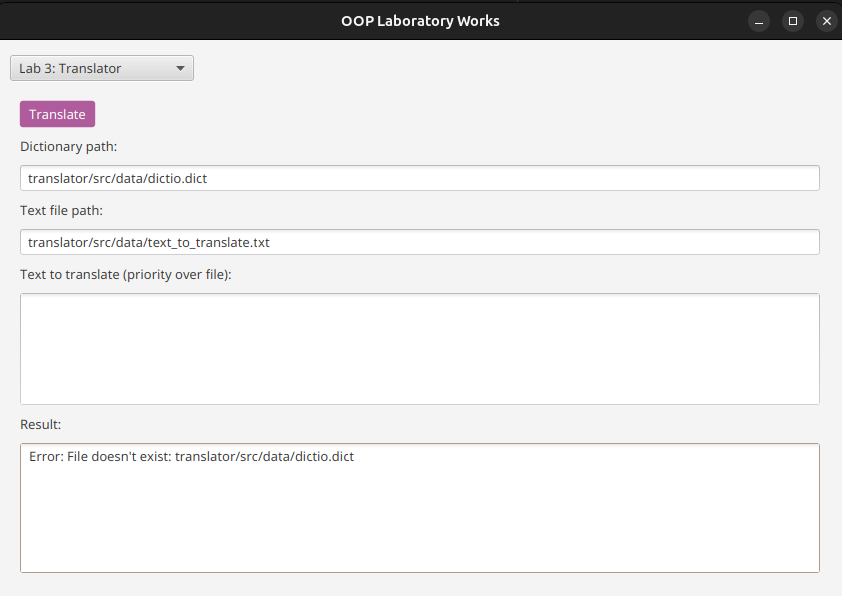 OOP Laboratory Works
Lab 3: Translator
Translate
Dictionary path:
translator/src/data/dictio.dict
Text file path:
translator/src/data/text_to_translate.txt
Text to translate (priority over file):
Result:
Error: File doesn't exist: translator/src/data/dictio.dict